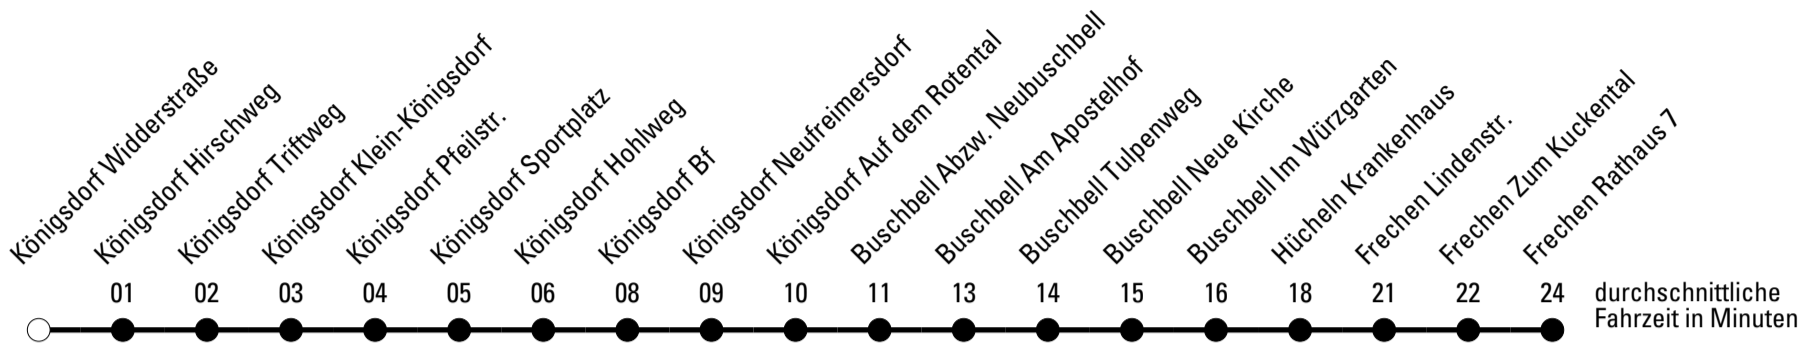 Königsdorf Widderstraße
Königsdorf Hirschweg
Königsdorf Triftweg
Königsdorf Klein-Königsdorf
Königsdorf Pfeilstr.
Königsdorf Sportplatz
Königsdorf Hohlweg
Königsdorf Bf
Königsdorf Neufreimersdorf
Königsdorf Auf dem Rotental
Buschbell Abzw. Neubuschbell
Buschbell Am Apostelhof
Buschbell Tulpenweg
Buschbell Neue Kirche
Buschbell Im Würzgarten
Hücheln Krankenhaus
Frechen Lindenstr.
Frechen Zum Kuckental
Frechen Rathaus 7
01 02 03 04 05 06 08 09 10 11 13 14 15 16 18 21 22 24
durchschnittliche
Fahrzeit in Minuten